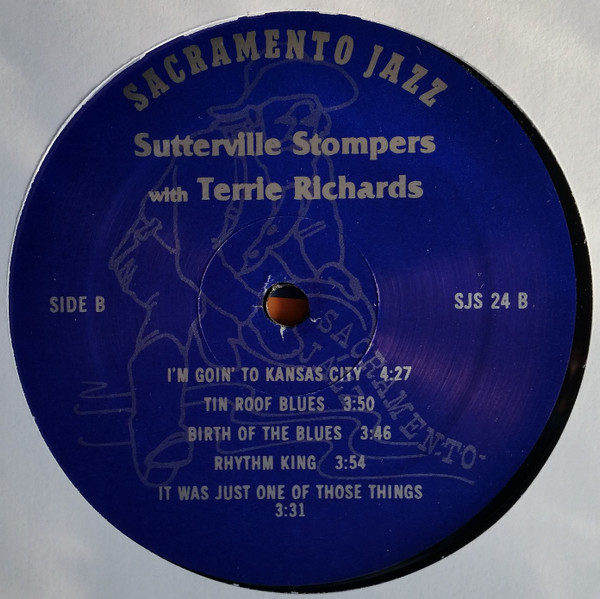 SACRAMENTO JAZZ
Sutterville Stompers
with Terrie Richards
SIDE B
SJS 24 B
SACRAMENTO
JAZZ
I'M GOIN' TO KANSAS CITY 4:27
TIN ROOF BLUES 3:50
BIRTH OF THE BLUES 3:46
RHYTHM KING 3:54
IT WAS JUST ONE OF THOSE THINGS
3:31